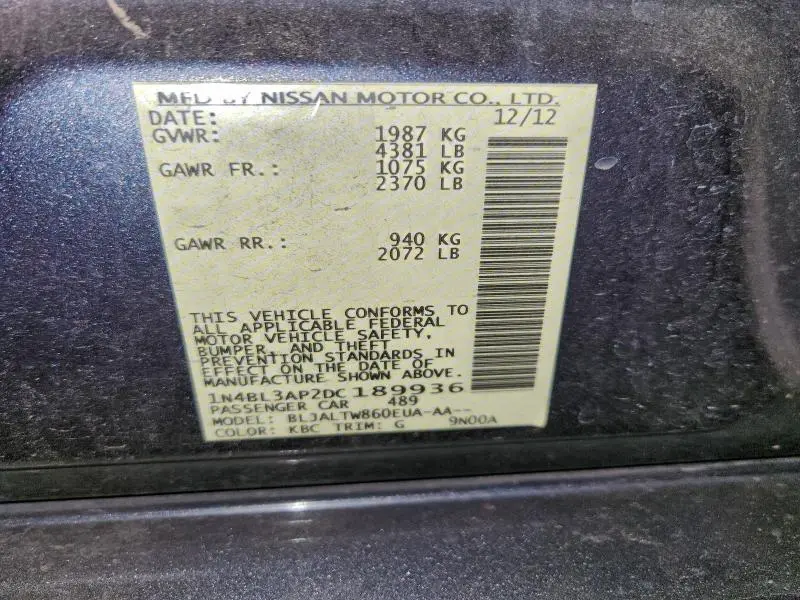 MFD BY NISSAN MOTOR CO., LTD.
DATE: 12/12
GVWR: 1987 KG
4381 LB
GAWR FR.: 1075 KG
2370 LB
GAWR RR.: 940 KG
2072 LB
THIS VEHICLE CONFORMS TO
ALL APPLICABLE FEDERAL
MOTOR VEHICLE SAFETY,
BUMPER, AND THEFT
PREVENTION STANDARDS IN
EFFECT ON THE DATE OF
MANUFACTURE SHOWN ABOVE.
1N4BL3AP2DC189936
PASSENGER CAR 489
MODEL: BLJALTW860EUA-AA--
COLOR: KBC TRIM: G 9N00A